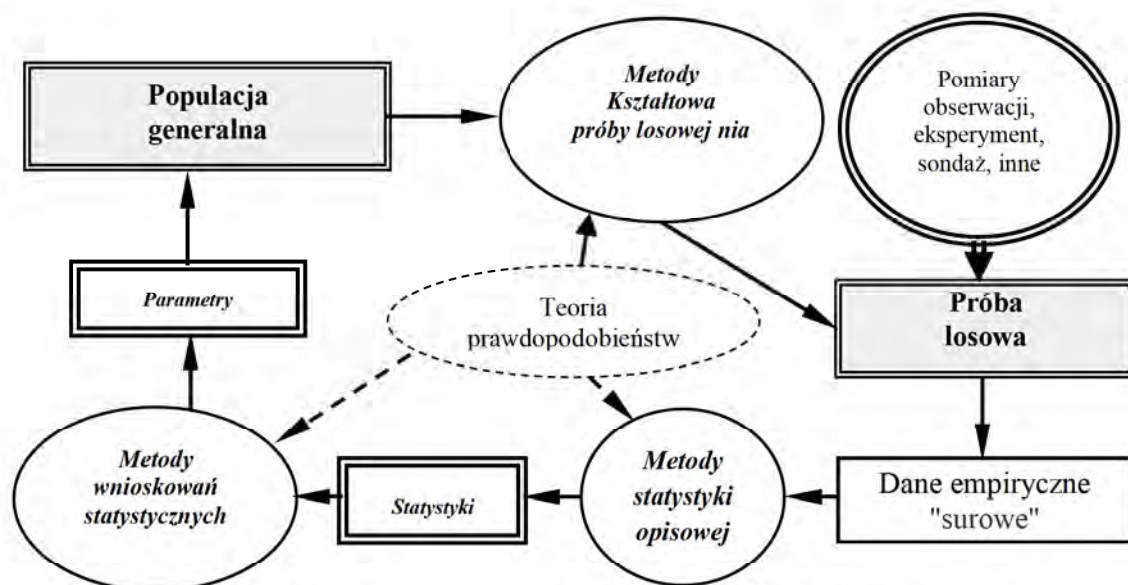 Populacja
generalna
Metody
Kształtowa
próby losowej nia
Pomiary
obserwacji,
eksperyment,
sondaż, inne
Parametry
Teoria
prawdopodobieństw
Próba
losowa
Metody
wnioskowań
statystycznych
Statystyki
Metody
statystyki
opisowej
Dane empiryczne
"surowe"